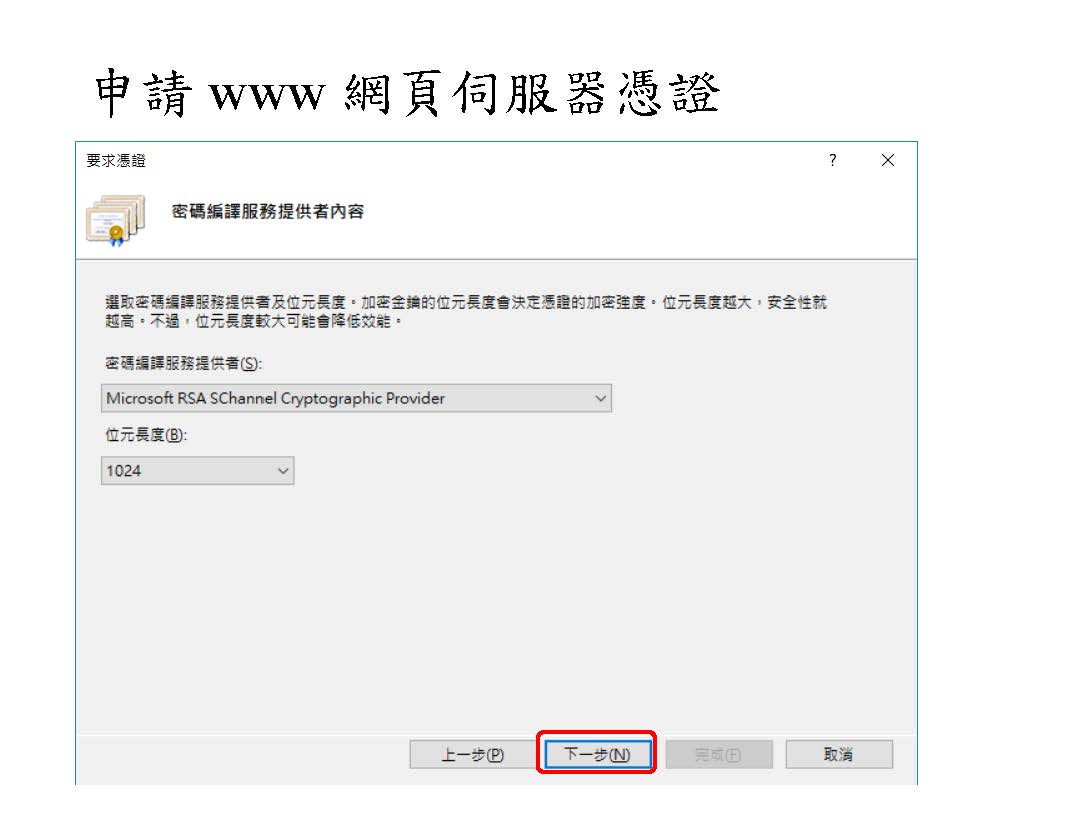 申請 www 網頁伺服器憑證
要求憑證
?
密碼編譯服務提供者內容
選取密碼編譯服務提供者及位元長度。加密金鑰的位元長度會決定憑證的加密強度。位元長度越大，安全性就
越高。不過，位元長度較大可能會降低效能。
密碼編譯服務提供者(S):
Microsoft RSA SChannel Cryptographic Provider
位元長度(B):
1024
上一步(P) 下一步(N) 完成(F) 取消